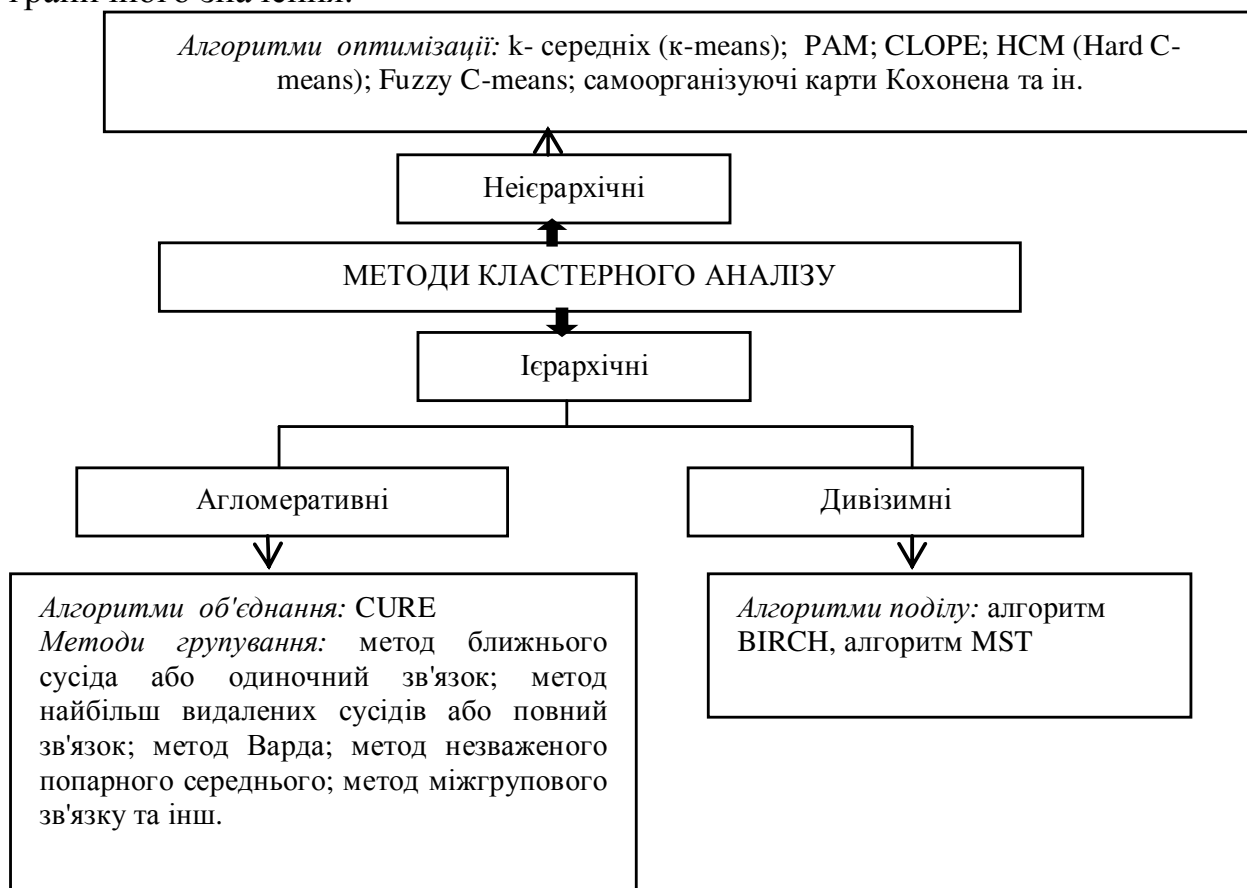 значення.
Алгоритми оптимізації: k- середніх (к-means); PAM; CLOPE; HCM (Hard C-
means); Fuzzy C-means; самоорганізуючі карти Кохонена та ін.
Неієрархічні
МЕТОДИ КЛАСТЕРНОГО АНАЛІЗУ
Ієрархічні
Агломеративні
Дивізимні
Алгоритми об'єднання: CURE
Методи групування: метод ближнього
сусіда або одиночний зв'язок; метод
найбільш видалених сусідів або повний
зв'язок; метод Варда; метод незваженого
попарного середнього; метод міжгрупового
зв'язку та інш.
Алгоритми поділу: алгоритм
BIRCH, алгоритм MST